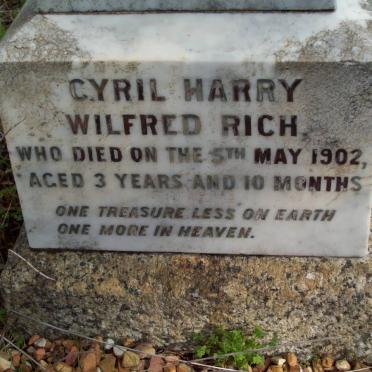 CYRIL HARRY
WILFRED RICH
WHO DIED ON THE 5TH MAY 1902,
AGED 3 YEARS AND 10 MONTHS
ONE TREASURE LESS ON EARTH
ONE MORE IN HEAVEN.